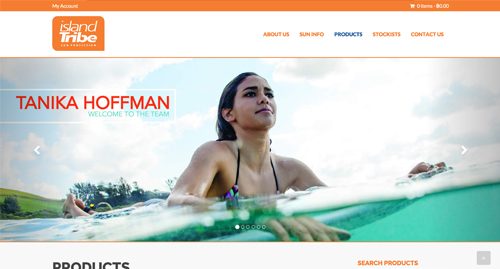 My Account
0 items - ฿0.00
island
Tribe
SUN PROTECTION
ABOUT US
SUN INFO
PRODUCTS
STOCKISTS
CONTACT US
TANIKA HOFFMAN
WELCOME TO THE TEAM
PRODUCTS
SEARCH PRODUCTS